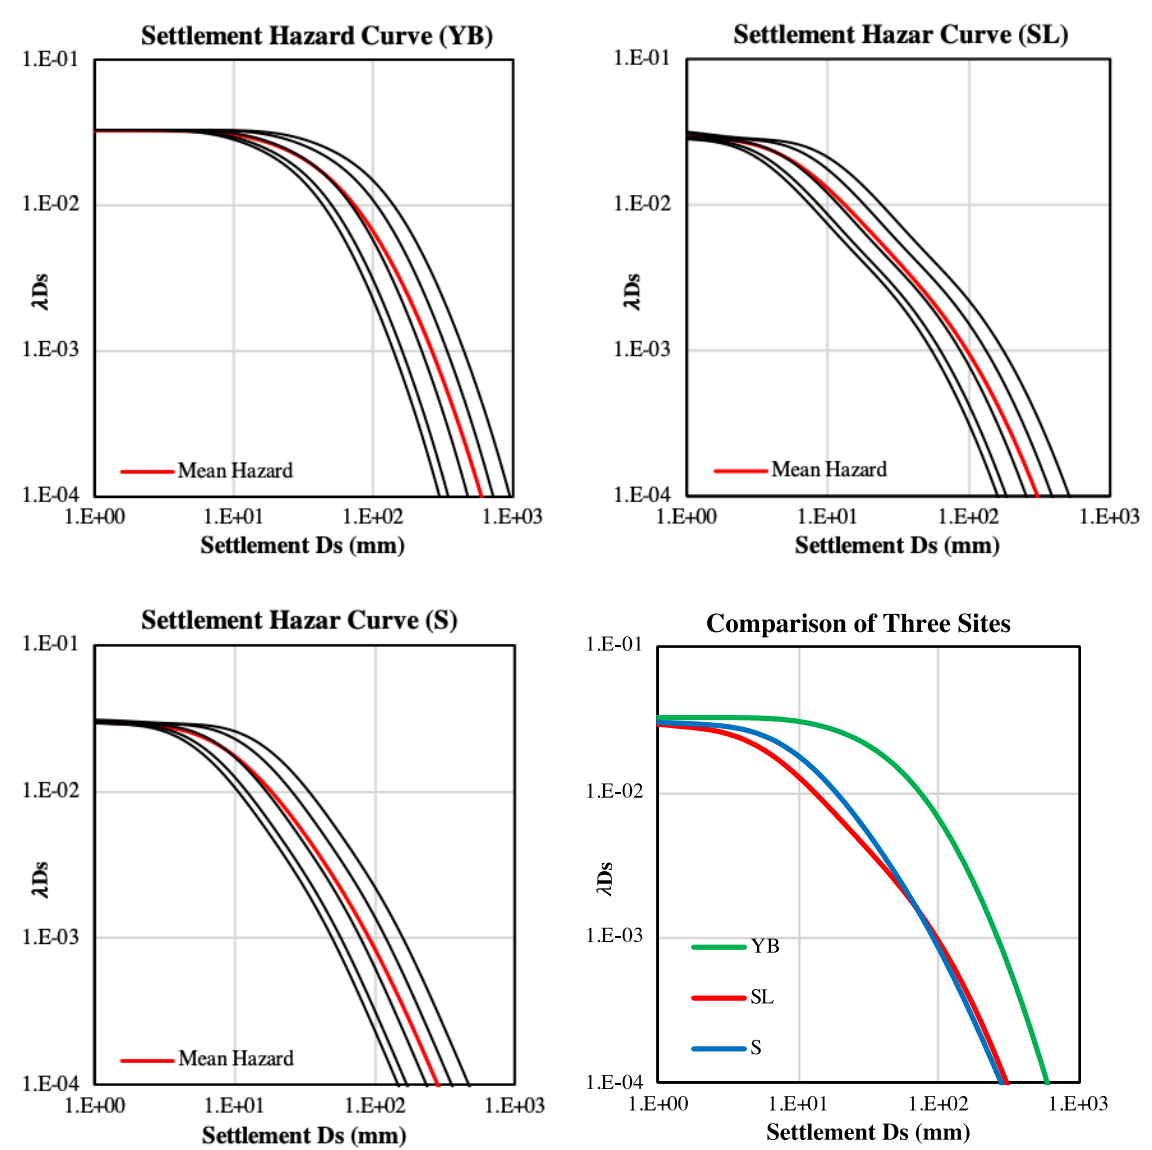 Settlement Hazard Curve (YB)
1.E-01
1.E-02
1.E-03
1.E-04
λDs
Mean Hazard
1.E+00 1.E+01 1.E+02 1.E+03
Settlement Ds (mm)
Settlement Hazar Curve (SL)
1.E-01
1.E-02
1.E-03
1.E-04
λDs
Mean Hazard
1.E+00 1.E+01 1.E+02 1.E+03
Settlement Ds (mm)
Settlement Hazar Curve (S)
1.E-01
1.E-02
1.E-03
1.E-04
λDs
Mean Hazard
1.E+00 1.E+01 1.E+02 1.E+03
Settlement Ds (mm)
Comparison of Three Sites
1.E-01
1.E-02
1.E-03
1.E-04
λDs
YB
SL
S
1.E+00 1.E+01 1.E+02 1.E+03
Settlement Ds (mm)